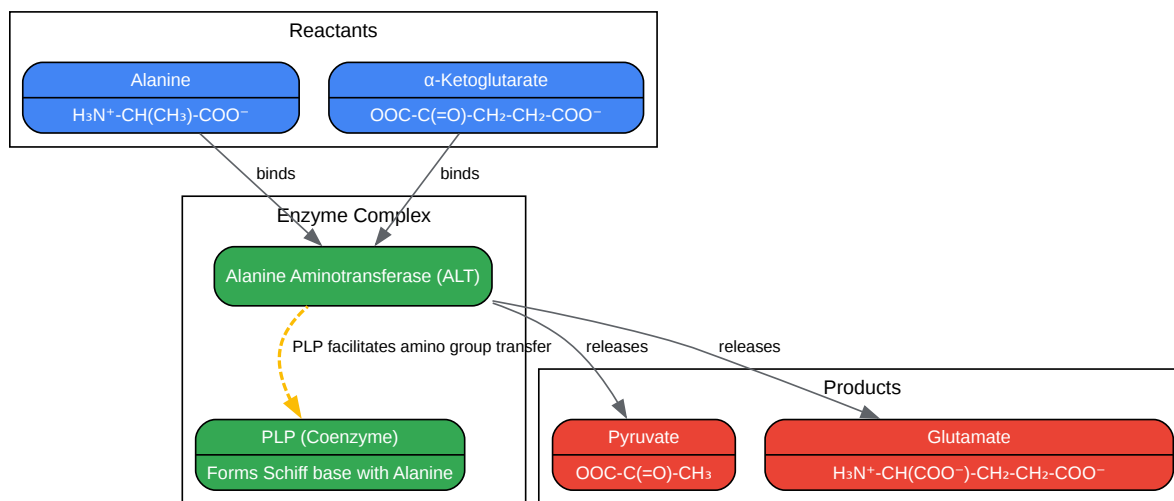 Reactants
Alanine
H₃N⁺-CH(CH₃)-COO⁻
α-Ketoglutarate
OOC-C(=O)-CH₂-CH₂-COO⁻
binds
binds
Enzyme Complex
Alanine Aminotransferase (ALT)
PLP facilitates amino group transfer
releases
releases
PLP (Coenzyme)
Forms Schiff base with Alanine
Products
Pyruvate
OOC-C(=O)-CH₃
Glutamate
H₃N⁺-CH(COO⁻)-CH₂-CH₂-COO⁻